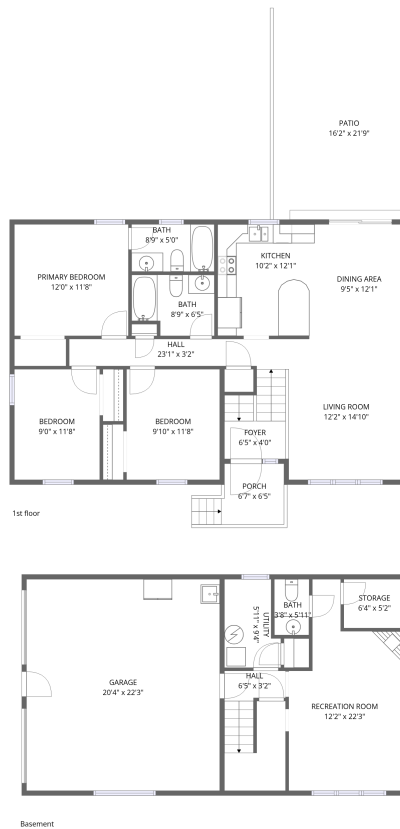 PATIO
16'2" x 21'9"
BATH
8'9" x 5'0"
KITCHEN
10'2" x 12'1"
PRIMARY BEDROOM
12'0" x 11'8"
DINING AREA
9'5" x 12'1"
BATH
8'9" x 6'5"
HALL
23'1" x 3'2"
LIVING ROOM
12'2" x 14'10"
BEDROOM
9'0" x 11'8"
BEDROOM
9'10" x 11'8"
FOYER
6'5" x 4'0"
PORCH
6'7" x 6'5"
1st floor
STORAGE
6'4" x 5'2"
BATH
3'8" x 5'11"
UTILITY
5'11" x 9'4"
HALL
6'5" x 3'2"
GARAGE
20'4" x 22'3"
RECREATION ROOM
12'2" x 22'3"
Basement